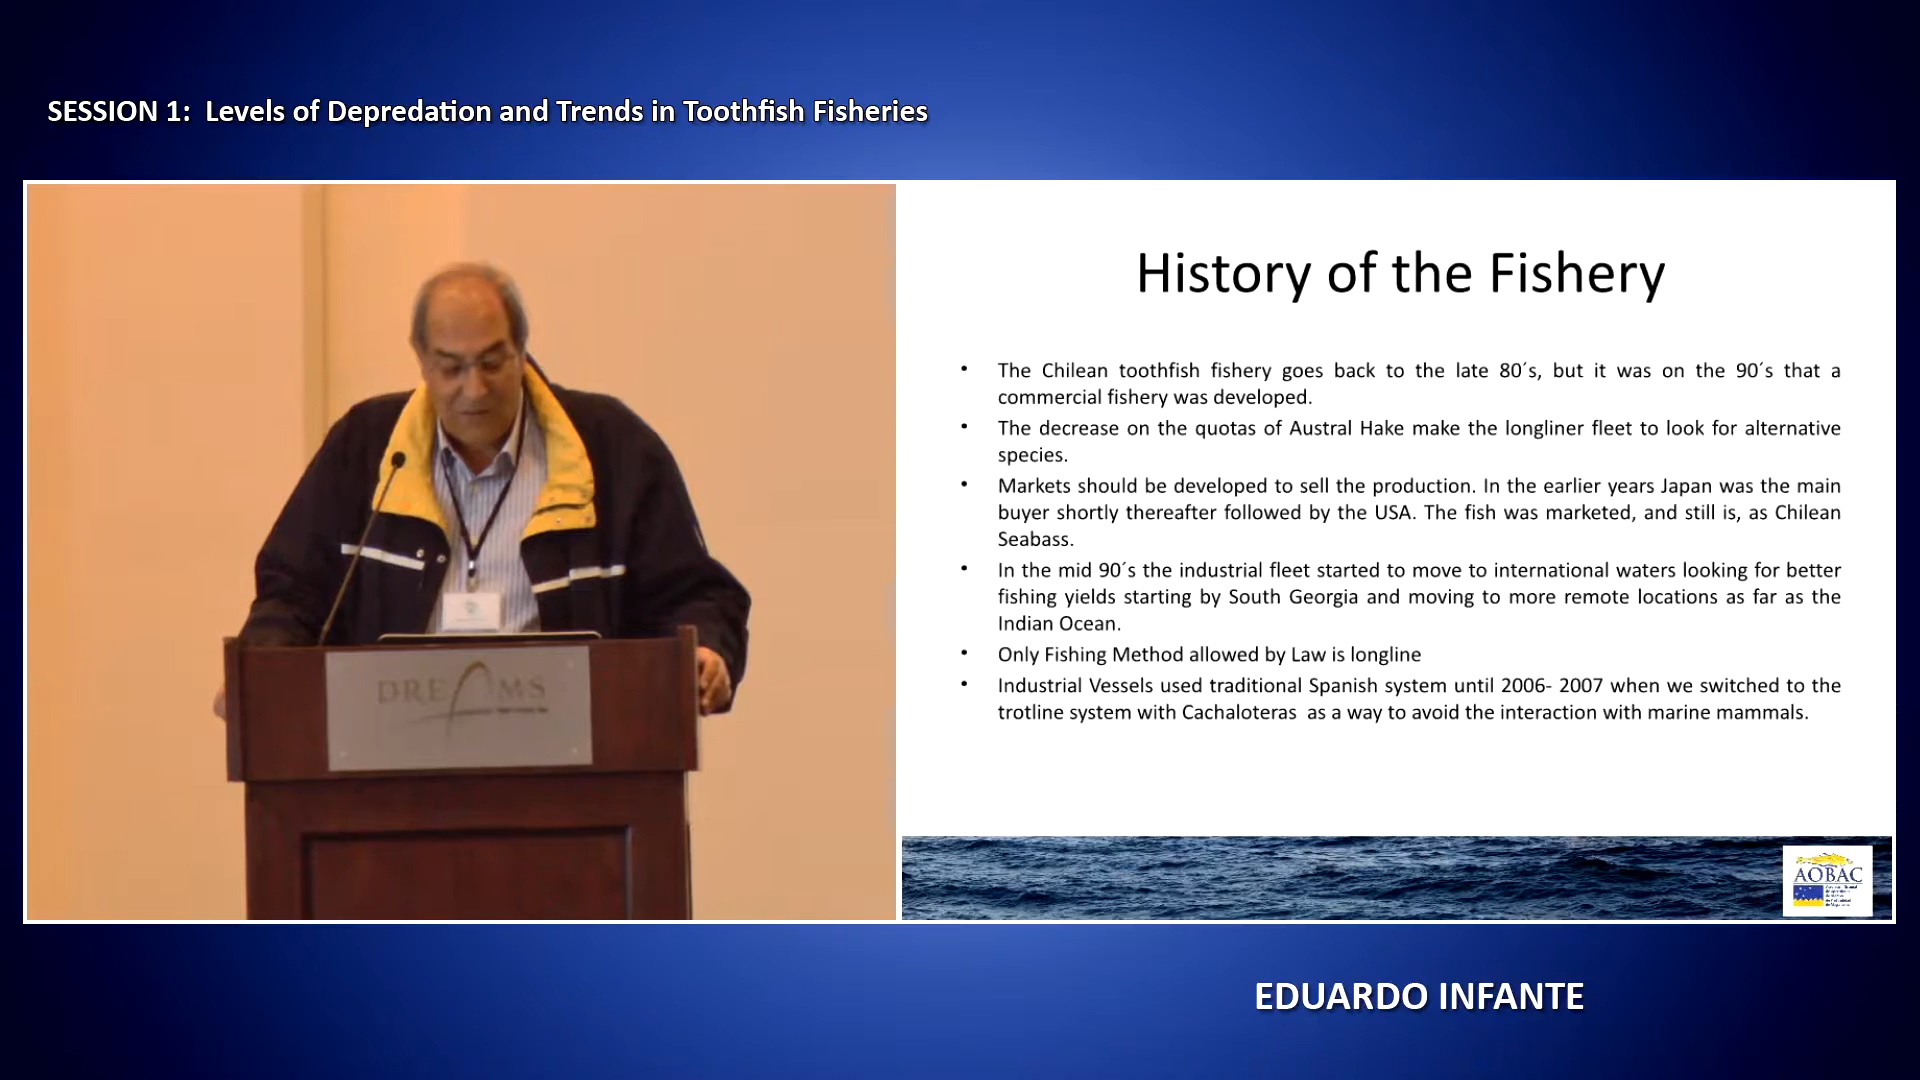 SESSION 1: Levels of Depredation and Trends in Toothfish Fisheries
DREAMS
History of the Fishery
• The Chilean toothfish fishery goes back to the late 80´s, but it was on the 90´s that a
commercial fishery was developed.
• The decrease on the quotas of Austral Hake make the longliner fleet to look for alternative
species.
• Markets should be developed to sell the production. In the earlier years Japan was the main
buyer shortly thereafter followed by the USA. The fish was marketed, and still is, as Chilean
Seabass.
• In the mid 90´s the industrial fleet started to move to international waters looking for better
fishing yields starting by South Georgia and moving to more remote locations as far as the
Indian Ocean.
• Only Fishing Method allowed by Law is longline
• Industrial Vessels used traditional Spanish system until 2006- 2007 when we switched to the
trotline system with Cachaloteras as a way to avoid the interaction with marine mammals.
AOBAC
EDUARDO INFANTE